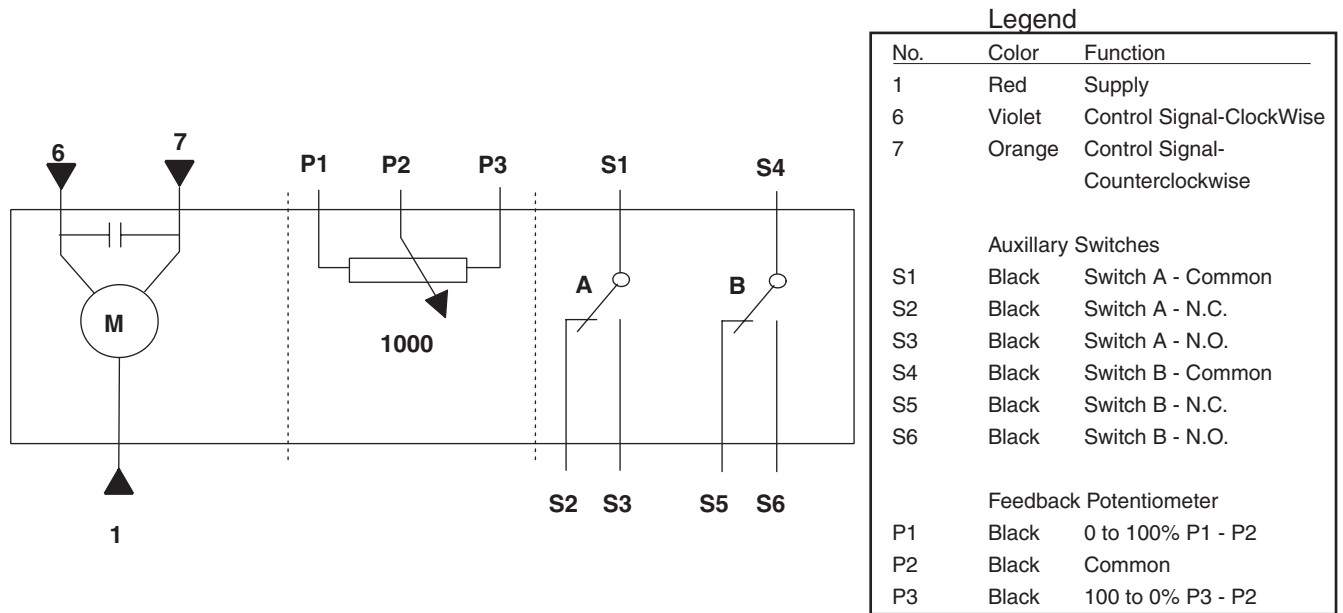 6
7
P1 P2 P3 S1 S4
M
A
B
1000
S2 S3 S5 S6
1
Legend
No. Color Function
1 Red Supply
6 Violet Control Signal-ClockWise
7 Orange Control Signal-
Counterclockwise
Auxillary Switches
S1 Black Switch A - Common
S2 Black Switch A - N.C.
S3 Black Switch A - N.O.
S4 Black Switch B - Common
S5 Black Switch B - N.C.
S6 Black Switch B - N.O.
Feedback Potentiometer
P1 Black 0 to 100% P1 - P2
P2 Black Common
P3 Black 100 to 0% P3 - P2